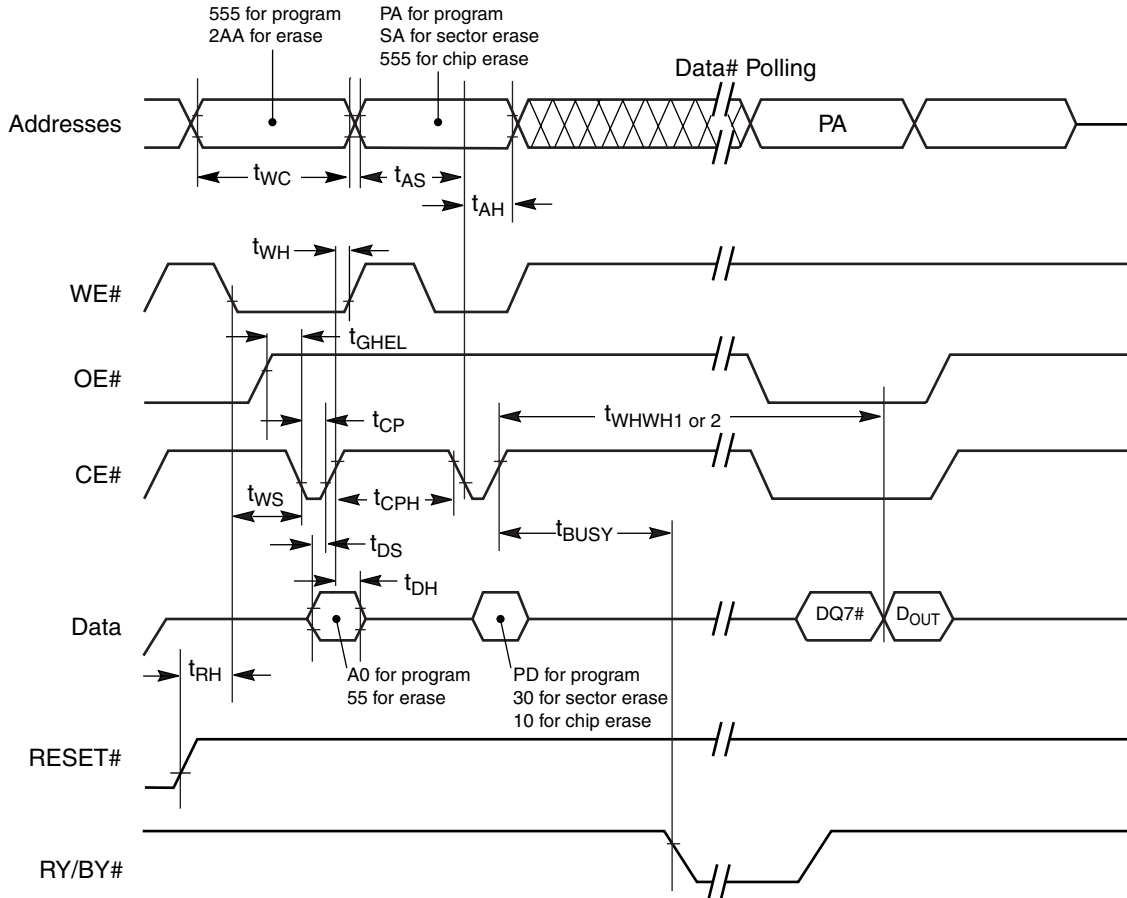 555 for program
2AA for erase
PA for program
SA for sector erase
555 for chip erase
Data# Polling
Addresses
PA
tWC
tAS
tAH
tWH
WE#
tGHEL
OE#
tCP
tWHWH1 or 2
CE#
tWS
tCPH
tBUSY
tDS
tDH
Data
DQ7#
DOUT
tRH
A0 for program
55 for erase
PD for program
30 for sector erase
10 for chip erase
RESET#
RY/BY#